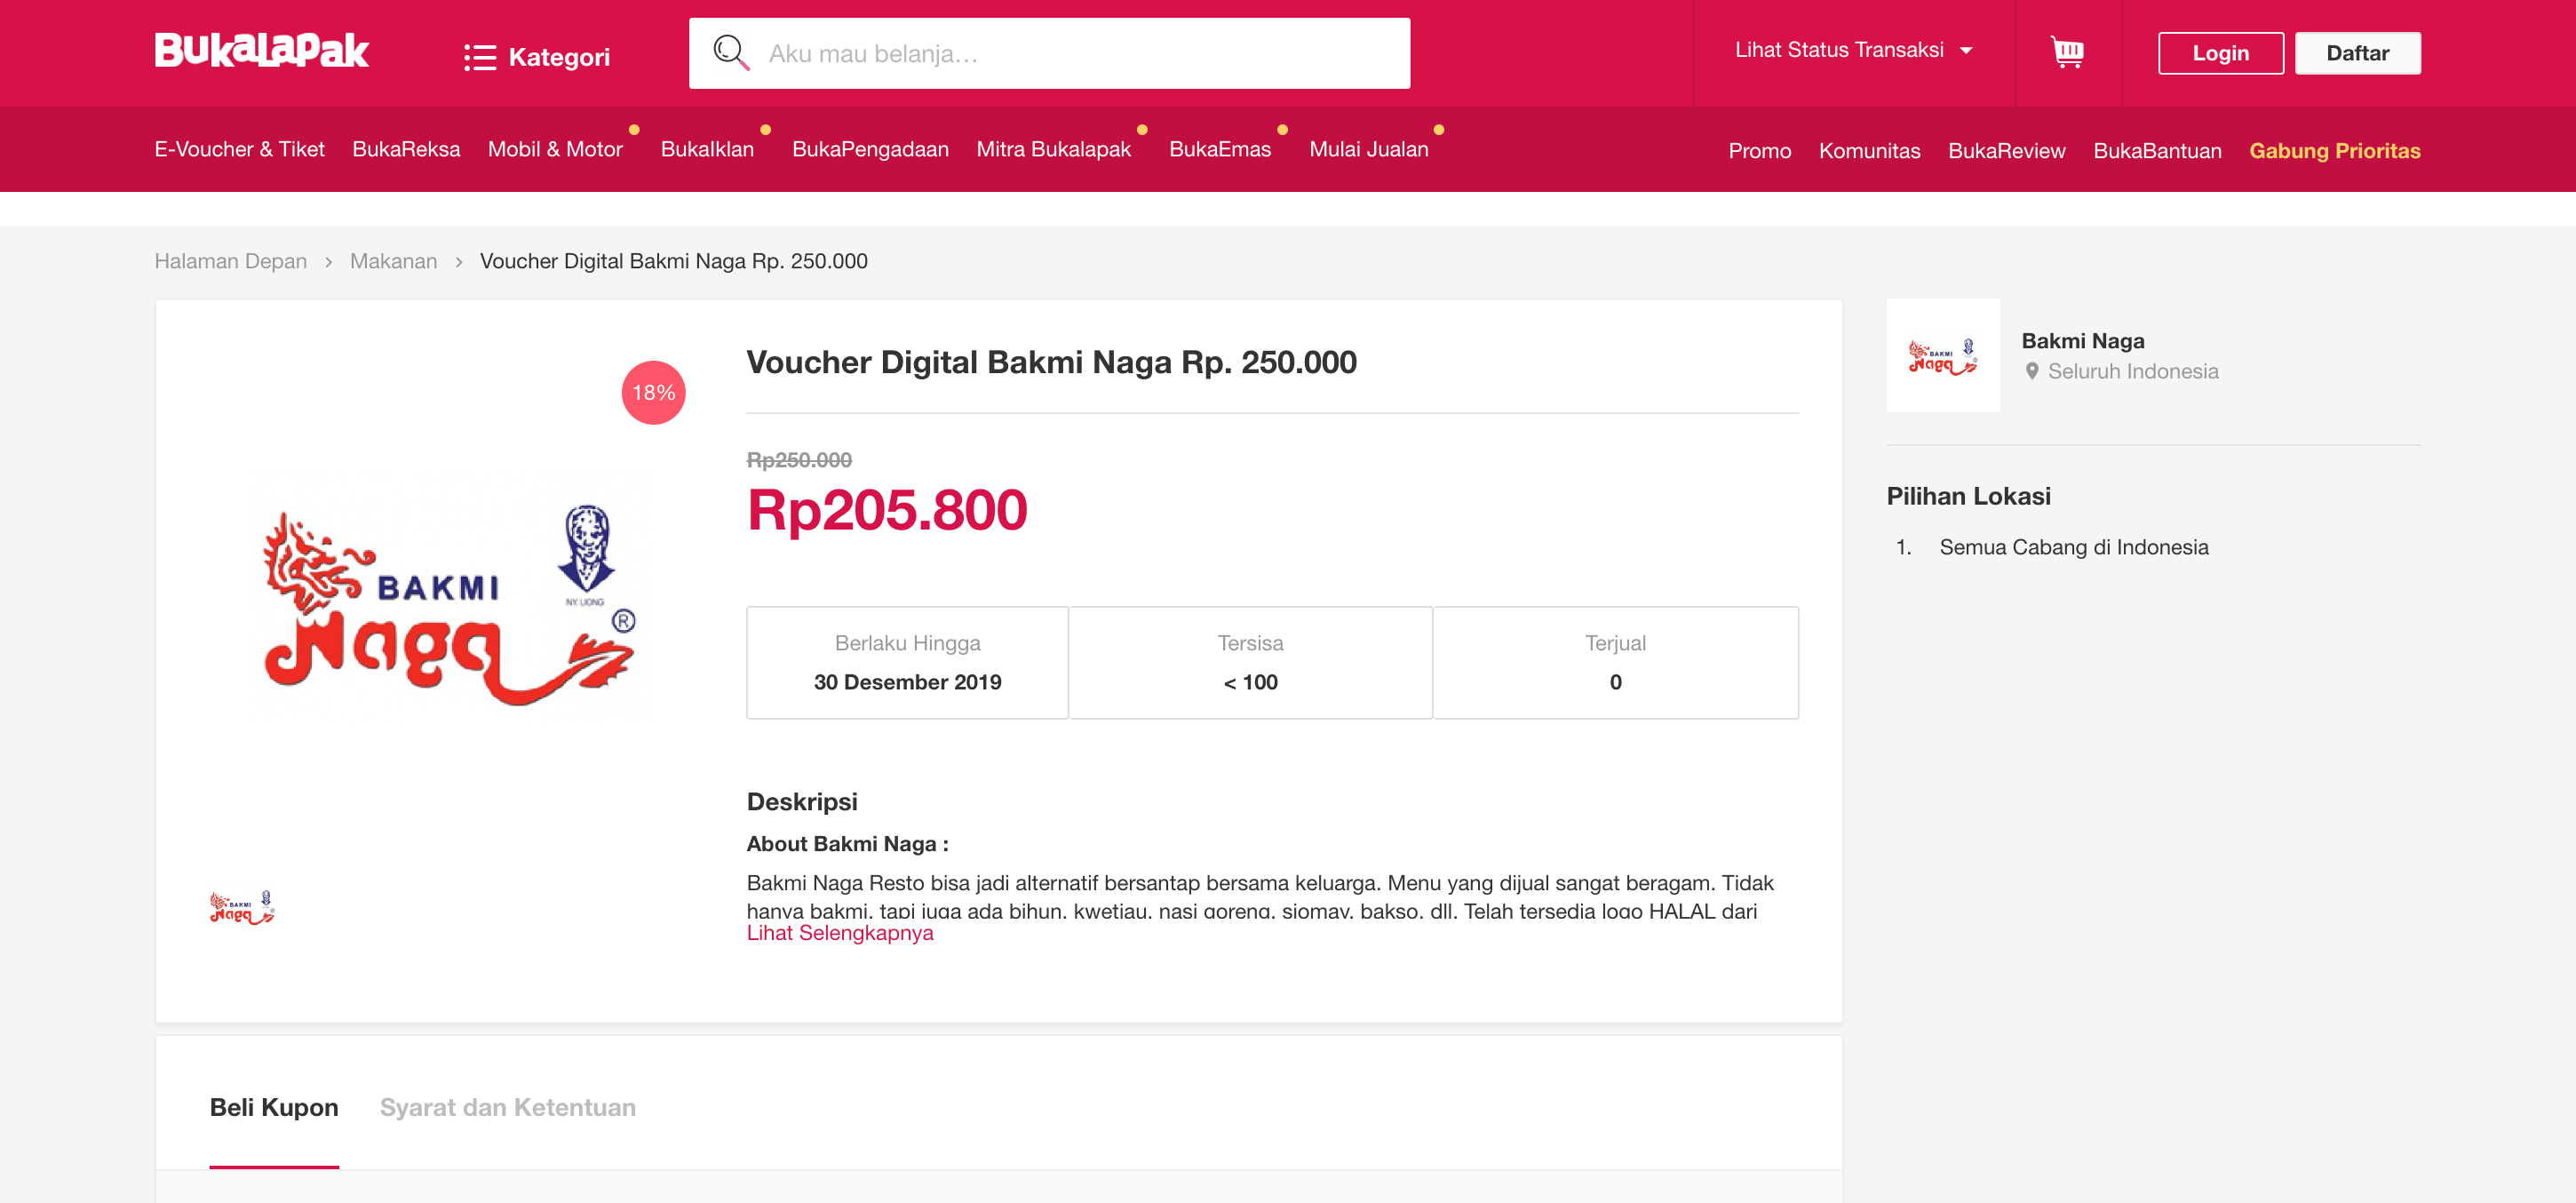 BukaLapak
Kategori
Aku mau belanja...
Lihat Status Transaksi
Login
Daftar
E-Voucher & Tiket
BukaReksa
Mobil & Motor
BukaIklan
BukaPengadaan
Mitra Bukalapak
BukaEmas
Mulai Jualan
Promo
Komunitas
BukaReview
BukaBantuan
Gabung Prioritas
Halaman Depan > Makanan > Voucher Digital Bakmi Naga Rp. 250.000
18%
BAKMI
Naga ®
NY. LIONG
Voucher Digital Bakmi Naga Rp. 250.000
Rp250.000
Rp205.800
Berlaku Hingga
30 Desember 2019
Tersisa
< 100
Terjual
0
Deskripsi
About Bakmi Naga :
Bakmi Naga Resto bisa jadi alternatif bersantap bersama keluarga. Menu yang dijual sangat beragam. Tidak
hanya bakmi, tapi juga ada bihun, kwetiau, nasi goreng, siomay, bakso, dll. Telah tersedia logo HALAL dari
Lihat Selengkapnya
BAKMI
Naga
Bakmi Naga
Seluruh Indonesia
BAKMI
Naga
Pilihan Lokasi
1. Semua Cabang di Indonesia
Beli Kupon
Syarat dan Ketentuan